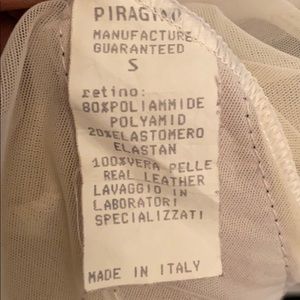 MANUFACTURE
GUARANTEED
S
retino:
80%POLIAMMIDE
POLYAMID
20%ELASTOMERO
ELASTAN
100%VERA PELLE
REAL LEATHER
LAVAGGIO IN
LABORATORI
SPECIALIZZATI
MADE IN ITALY